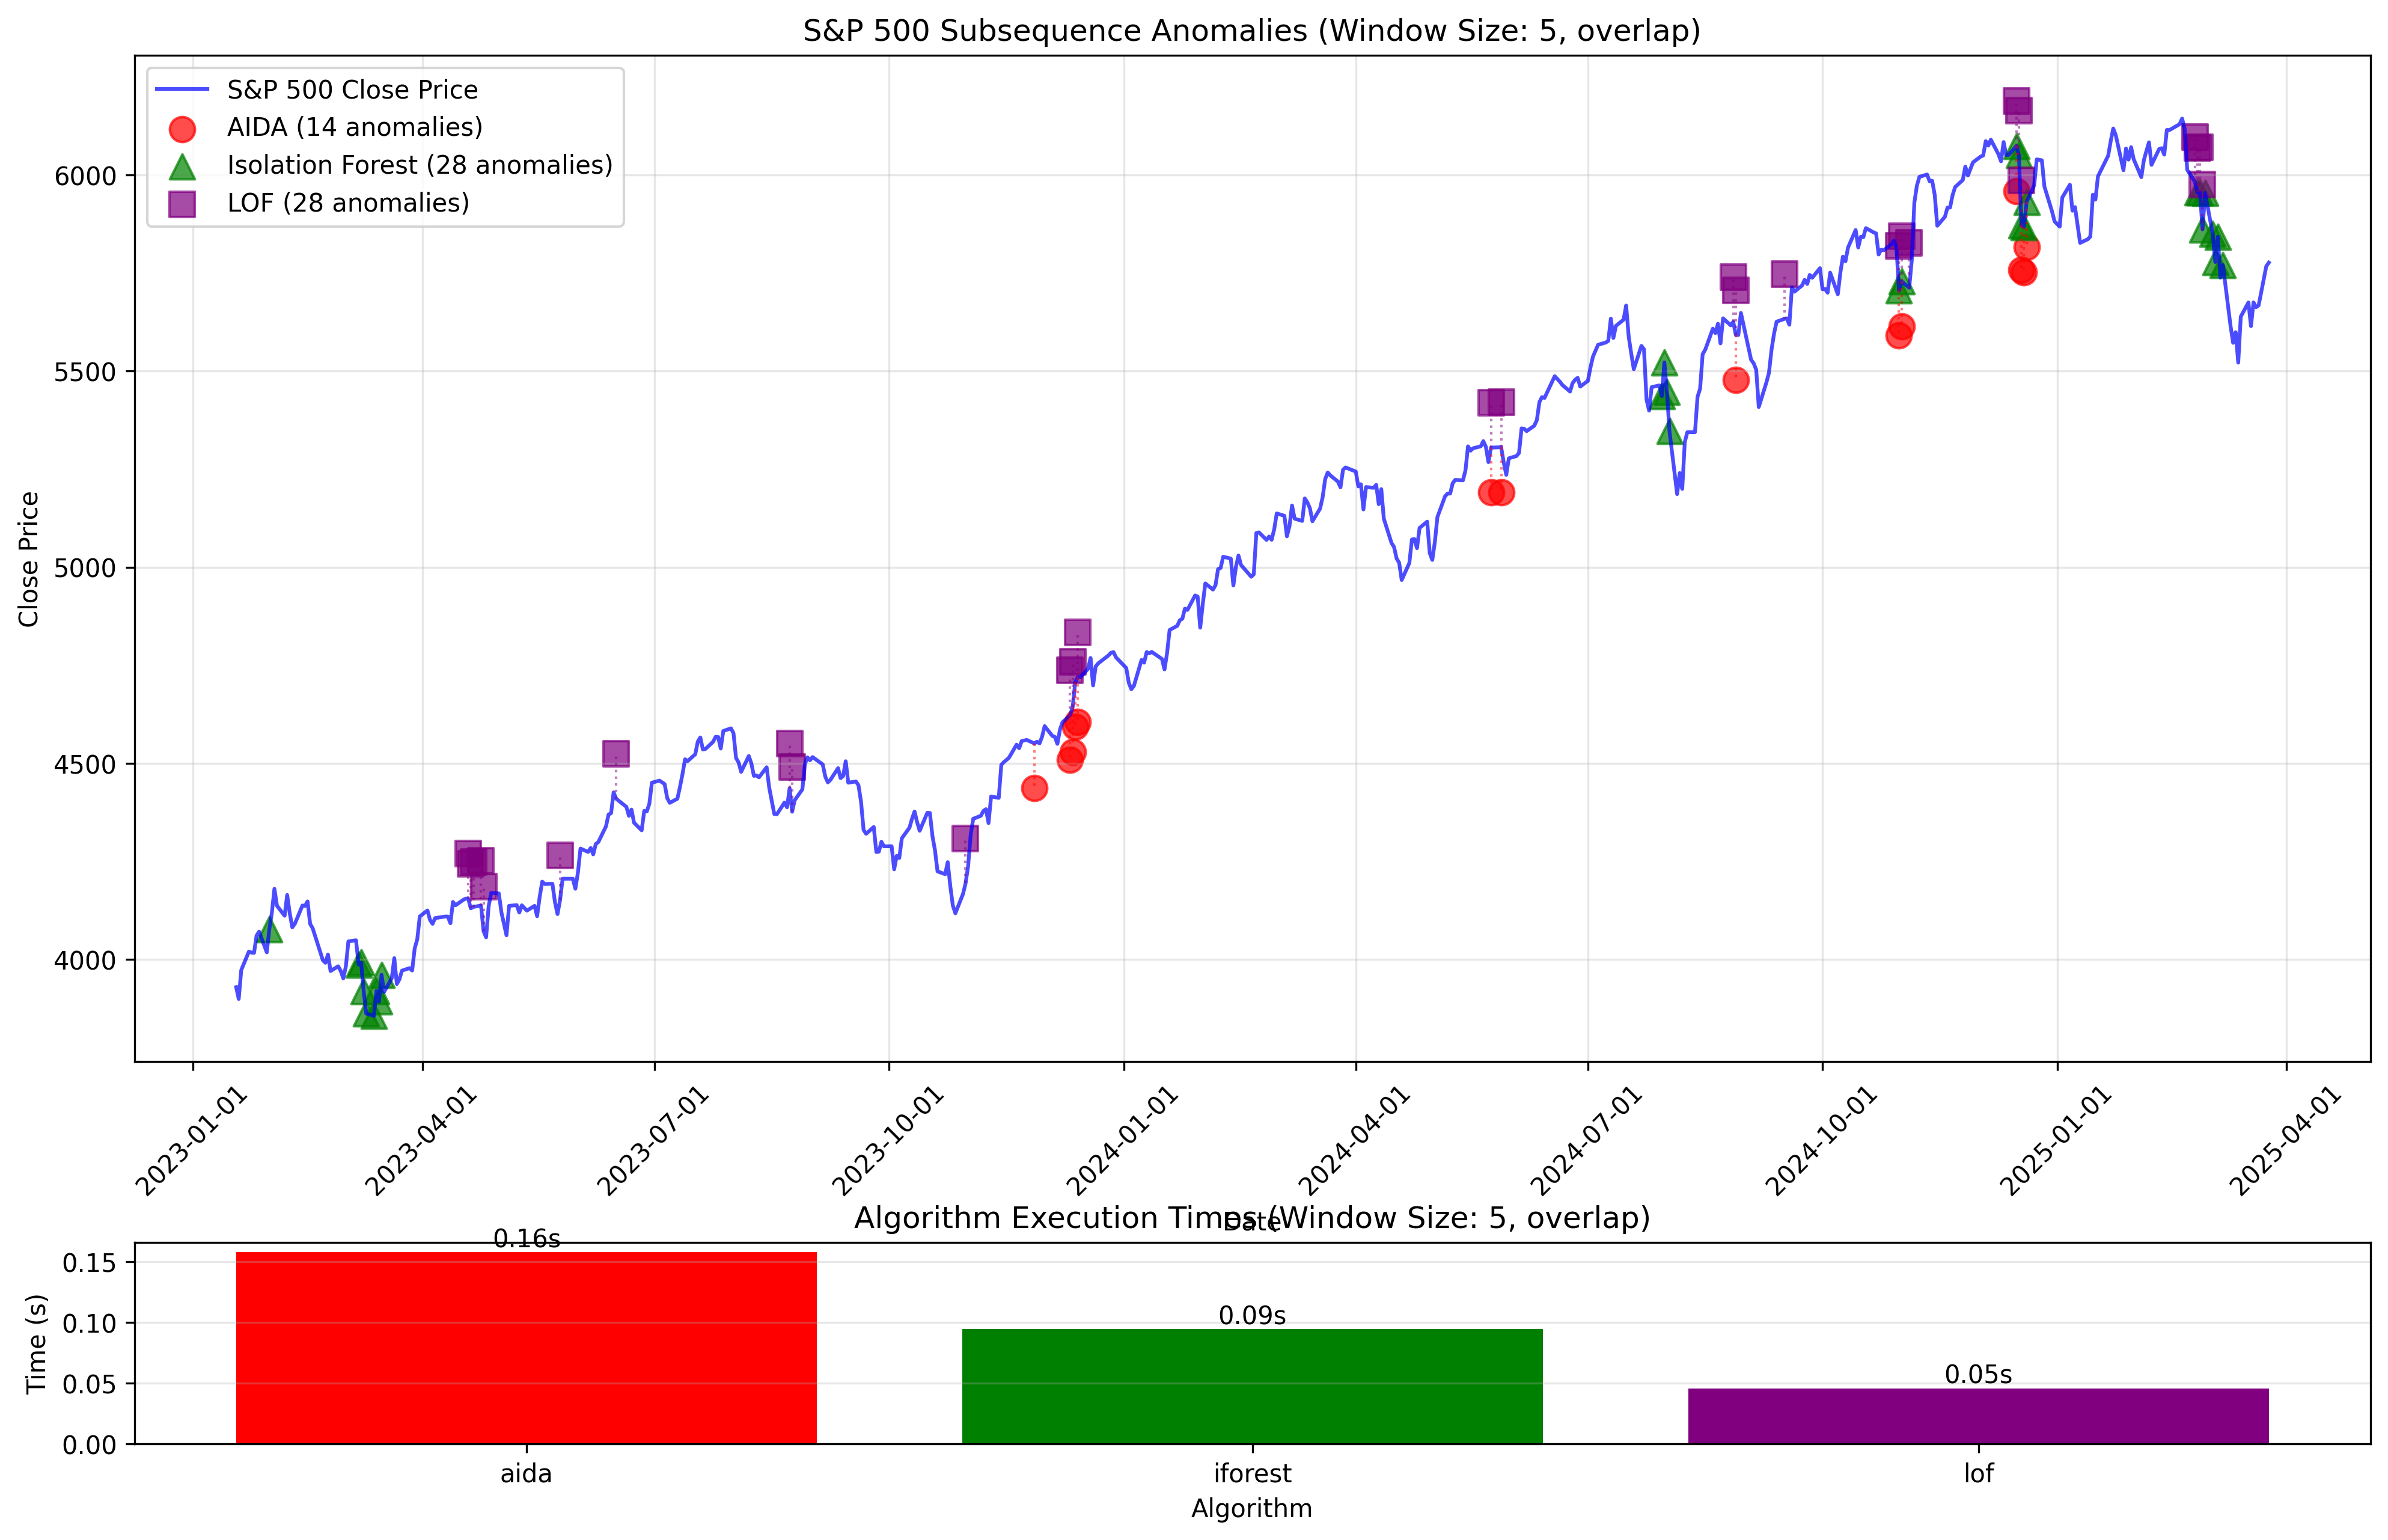 S&P 500 Subsequence Anomalies (Window Size: 5, overlap)
S&P 500 Close Price
AIDA (14 anomalies)
Isolation Forest (28 anomalies)
LOF (28 anomalies)
Close Price
6000
5500
5000
4500
4000
2023-01-01
2023-04-01
2023-07-01
2023-10-01
2024-01-01
2024-04-01
2024-07-01
2024-10-01
2025-01-01
2025-04-01
Date
Algorithm Execution Times (Window Size: 5, overlap)
Time (s)
0.15
0.10
0.05
0.00
0.16s
0.09s
0.05s
aida
iforest
lof
Algorithm